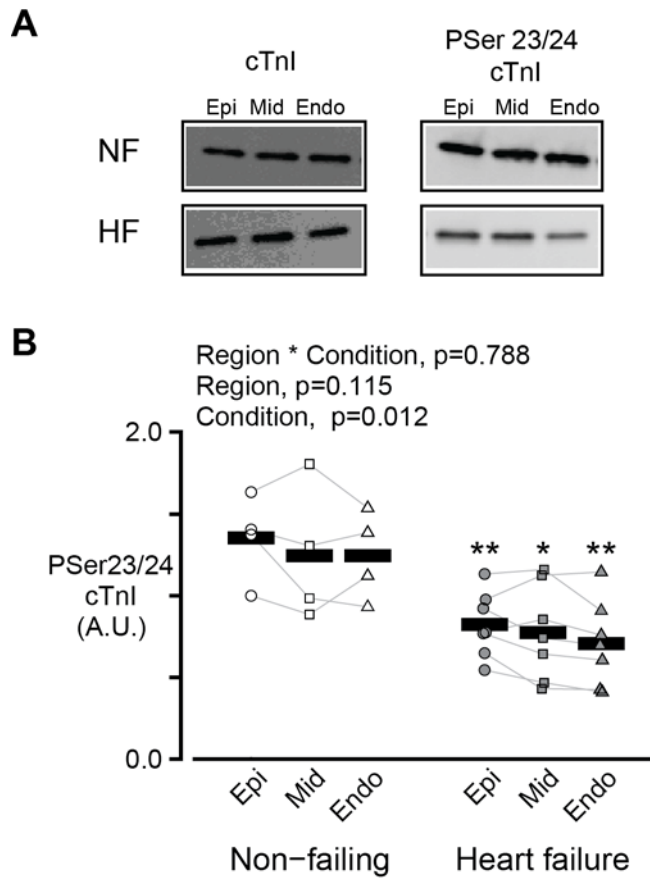 A
cTnI
PSer 23/24
cTnI
Epi Mid Endo
Epi Mid Endo
NF
HF
B
Region * Condition, p=0.788
Region, p=0.115
Condition, p=0.012
2.0
PSer23/24
cTnI
(A.U.)
0.0
** * **
Epi Mid Endo
Epi Mid Endo
Non−failing
Heart failure